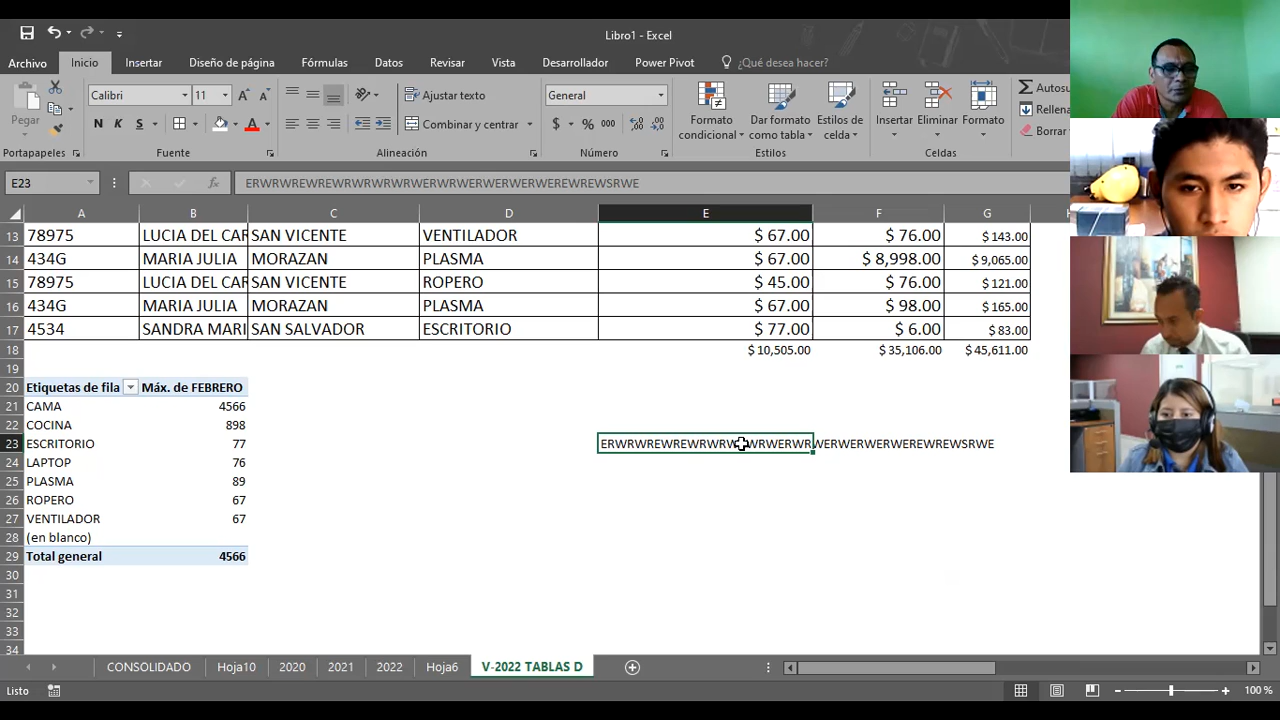 Libro1 - Excel
Archivo Inicio Insertar Diseño de página Fórmulas Datos Revisar Vista Desarrollador Power Pivot ¿Qué desea hacer?
Pegar Calibri 11 Ajustar texto General Formato condicional Dar formato como tabla Estilos de celda Insertar Eliminar Formato Autosu
N K S Combinar y centrar $ % 000 Rellena
Borrar
Portapapeles Fuente Alineación Número Estilos Celdas
E23 fx ERWRWREWREWRWRWRWRWERWRWERWERWERWEREWREWSRWE
A B C D E F G
13 78975 LUCIA DEL CAR SAN VICENTE VENTILADOR $ 67.00 $ 76.00 $ 143.00
14 434G MARIA JULIA MORAZAN PLASMA $ 67.00 $ 8,998.00 $ 9,065.00
15 78975 LUCIA DEL CAR SAN VICENTE ROPERO $ 45.00 $ 76.00 $ 121.00
16 434G MARIA JULIA MORAZAN PLASMA $ 67.00 $ 98.00 $ 165.00
17 4534 SANDRA MARI SAN SALVADOR ESCRITORIO $ 77.00 $ 6.00 $ 83.00
18 $ 10,505.00 $ 35,106.00 $ 45,611.00
19
20 Etiquetas de fila Máx. de FEBRERO
21 CAMA 4566
22 COCINA 898
23 ESCRITORIO 77
24 LAPTOP 76
25 PLASMA 89
26 ROPERO 67
27 VENTILADOR 67
28 (en blanco)
29 Total general 4566
30
31
32
33
34
CONSOLIDADO Hoja10 2020 2021 2022 Hoja6 V-2022 TABLAS D
Listo 100 %